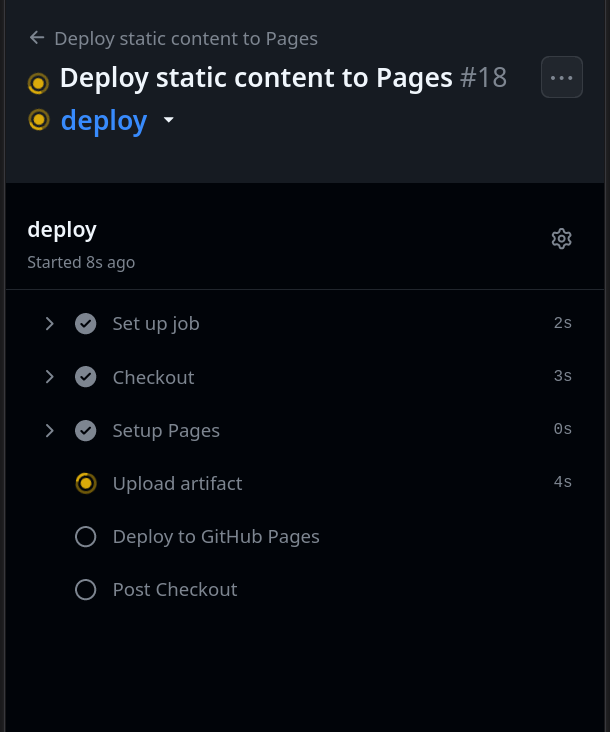 Deploy static content to Pages
Deploy static content to Pages #18
deploy
deploy
Started 8s ago
Set up job 2s
Checkout 3s
Setup Pages 0s
Upload artifact 4s
Deploy to GitHub Pages
Post Checkout